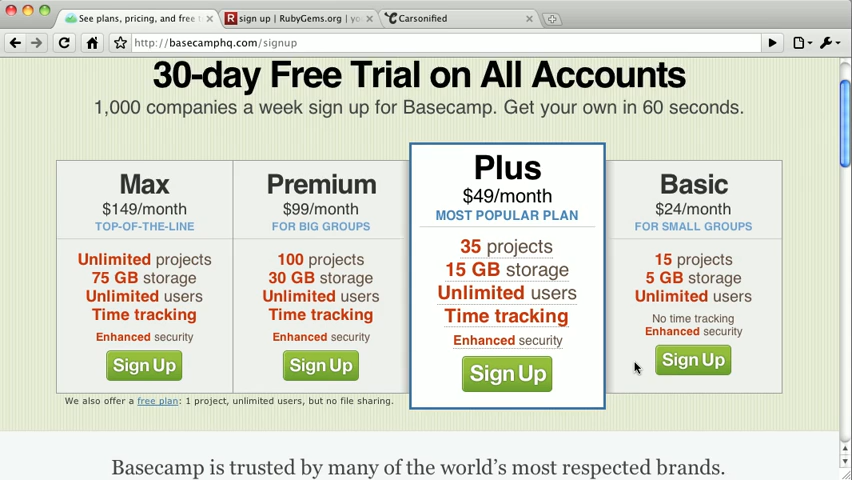 See plans, pricing, and free t
sign up | RubyGems.org | yo
Carsonified
http://basecamphq.com/signup
30-day Free Trial on All Accounts
1,000 companies a week sign up for Basecamp. Get your own in 60 seconds.
Max
$149/month
TOP-OF-THE-LINE
Unlimited projects
75 GB storage
Unlimited users
Time tracking
Enhanced security
Sign Up
Premium
$99/month
FOR BIG GROUPS
100 projects
30 GB storage
Unlimited users
Time tracking
Enhanced security
Sign Up
Plus
$49/month
MOST POPULAR PLAN
35 projects
15 GB storage
Unlimited users
Time tracking
Enhanced security
Sign Up
Basic
$24/month
FOR SMALL GROUPS
15 projects
5 GB storage
Unlimited users
No time tracking
Enhanced security
Sign Up
We also offer a free plan: 1 project, unlimited users, but no file sharing.
Basecamp is trusted by many of the world's most respected brands.